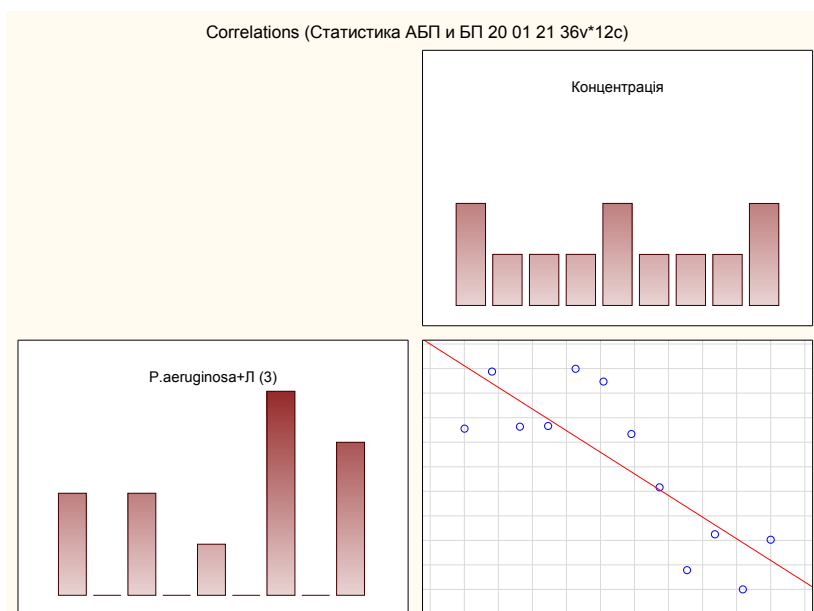 Correlations (Статистика АБП и БП 20 01 21 36v*12c)
Концентрація
P.aeruginosa+Л (3)